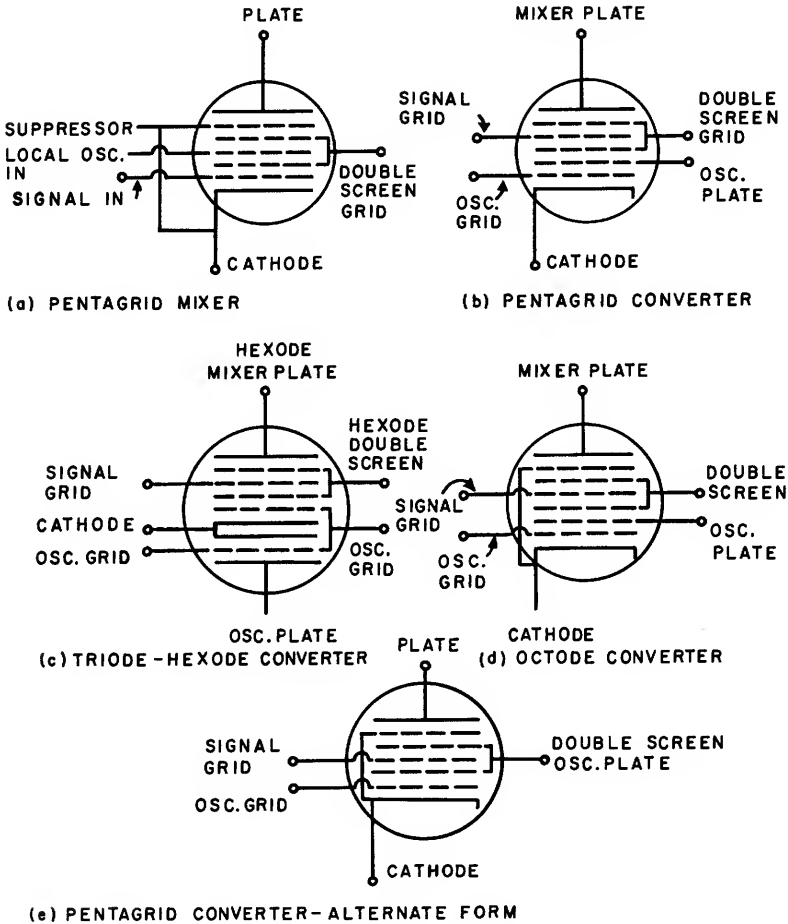 PLATE
SUPPRESSOR
LOCAL OSC.
IN
SIGNAL IN
DOUBLE
SCREEN
GRID
CATHODE
(a) PENTAGRID MIXER
MIXER PLATE
SIGNAL
GRID
DOUBLE
SCREEN
GRID
OSC.
PLATE
OSC.
GRID
CATHODE
(b) PENTAGRID CONVERTER
HEXODE
MIXER PLATE
HEXODE
DOUBLE
SCREEN
SIGNAL
GRID
CATHODE
OSC. GRID
OSC.
GRID
OSC. PLATE
(c) TRIODE-HEXODE CONVERTER
MIXER PLATE
SIGNAL
GRID
DOUBLE
SCREEN
OSC.
PLATE
OSC.
GRID
CATHODE
(d) OCTODE CONVERTER
PLATE
SIGNAL
GRID
OSC. GRID
DOUBLE SCREEN
OSC. PLATE
CATHODE
(e) PENTAGRID CONVERTER-ALTERNATE FORM